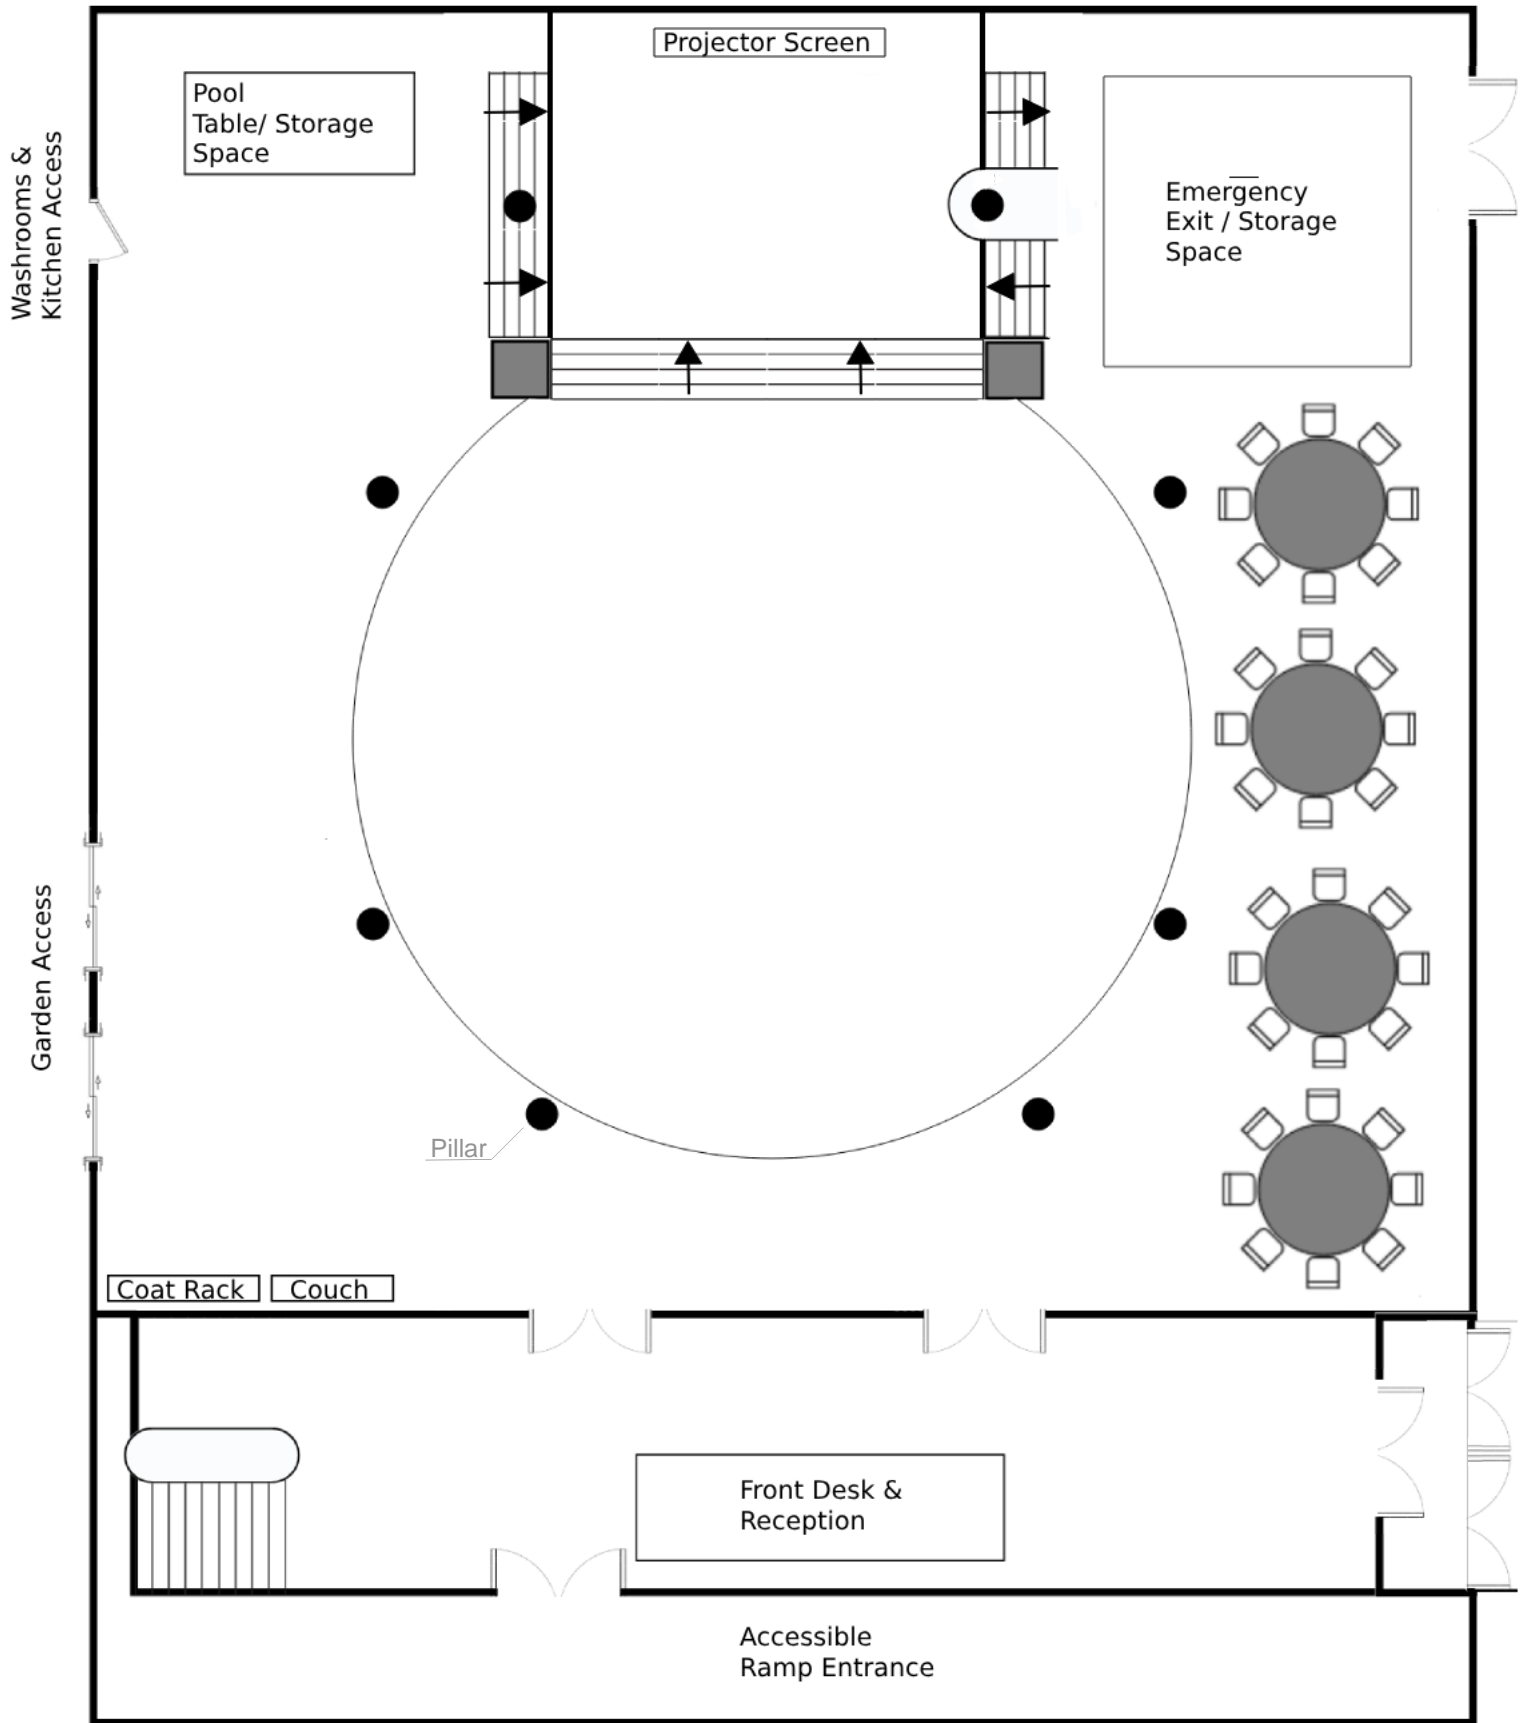 Projector Screen
Pool
Table/ Storage
Space
Washrooms &
Kitchen Access
Emergency
Exit / Storage
Space
Garden Access
Pillar
Coat Rack
Couch
Front Desk &
Reception
Accessible
Ramp Entrance